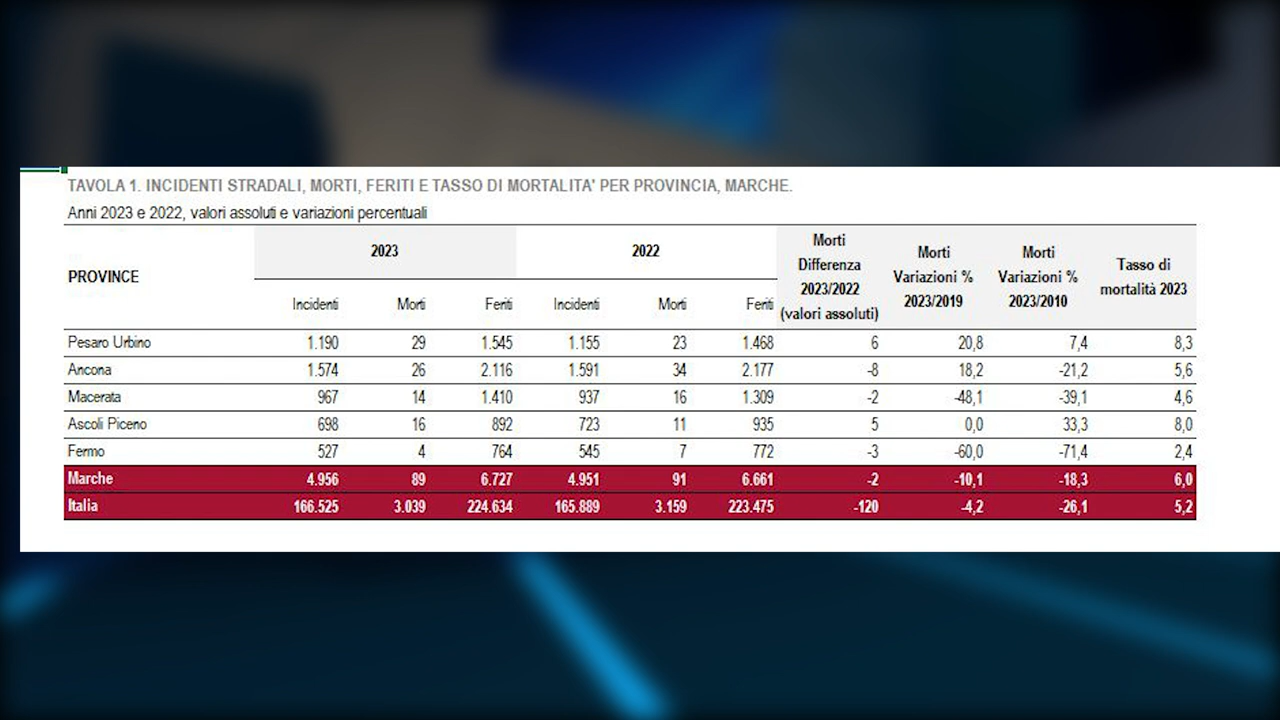 TAVOLA 1. INCIDENTI STRADALI, MORTI, FERITI E TASSO DI MORTALITA' PER PROVINCIA, MARCHE.
Anni 2023 e 2022, valori assoluti e variazioni percentuali
PROVINCE 2023 2022 Morti Differenza 2023/2022 (valori assoluti) Morti Variazioni % 2023/2019 Morti Variazioni % 2023/2010 Tasso di mortalità 2023
Incidenti Morti Feriti Incidenti Morti Feriti
Pesaro Urbino 1.190 29 1.545 1.155 23 1.468 6 20,8 7,4 8,3
Ancona 1.574 26 2.116 1.591 34 2.177 -8 18,2 -21,2 5,6
Macerata 967 14 1.410 937 16 1.309 -2 -48,1 -39,1 4,6
Ascoli Piceno 698 16 892 723 11 935 5 0,0 33,3 8,0
Fermo 527 4 764 545 7 772 -3 -60,0 -71,4 2,4
Marche 4.956 89 6.727 4.951 91 6.661 -2 -10,1 -18,3 6,0
Italia 166.525 3.039 224.634 165.889 3.159 223.475 -120 -4,2 -26,1 5,2